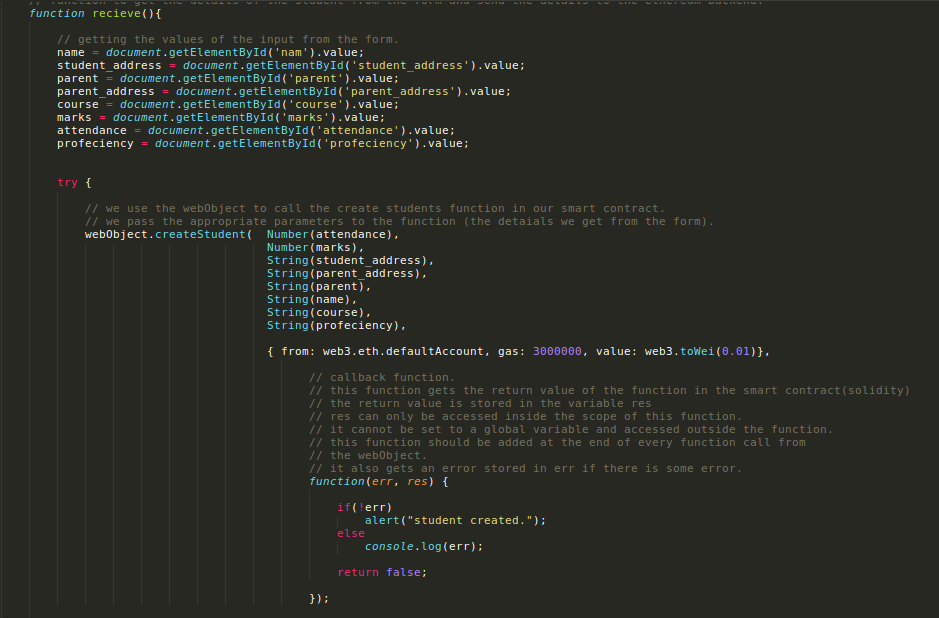 // function to get the details of the student from the form and send the details to the ethereum backend.
function recieve(){
// getting the values of the input from the form.
name = document.getElementById('nam').value;
student_address = document.getElementById('student_address').value;
parent = document.getElementById('parent').value;
parent_address = document.getElementById('parent_address').value;
course = document.getElementById('course').value;
marks = document.getElementById('marks').value;
attendance = document.getElementById('attendance').value;
profeciency = document.getElementById('profeciency').value;
try {
// we use the webObject to call the create students function in our smart contract.
// we pass the appropriate parameters to the function (the detaials we get from the form).
webObject.createStudent(  Number(attendance),
Number(marks),
String(student_address),
String(parent_address),
String(parent),
String(name),
String(course),
String(profeciency),
{ from: web3.eth.defaultAccount, gas: 3000000, value: web3.toWei(0.01)},
// callback function.
// this function gets the return value of the function in the smart contract(solidity)
// the return value is stored in the variable res
// res can only be accessed inside the scope of this function.
// it cannot be set to a global variable and accessed outside the function.
// this function should be added at the end of every function call from
// the webObject.
// it also gets an error stored in err if there is some error.
function(err, res) {
if(!err)
alert("student created.");
else
console.log(err);
return false;
});